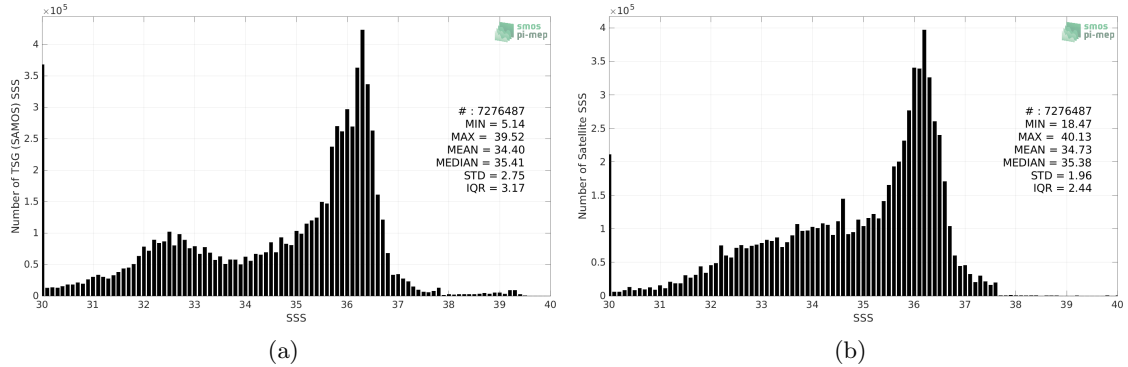 ×10⁵
4
3.5
3
2.5
2
1.5
1
0.5
0
Number of TSG (SAMOS) SSS
30 31 32 33 34 35 36 37 38 39 40
SSS
smos
pi-mep
# : 7276487
MIN = 5.14
MAX = 39.52
MEAN = 34.40
MEDIAN = 35.41
STD = 2.75
IQR = 3.17
(a)
×10⁵
4
3.5
3
2.5
2
1.5
1
0.5
0
Number of Satellite SSS
30 31 32 33 34 35 36 37 38 39 40
SSS
smos
pi-mep
# : 7276487
MIN = 18.47
MAX = 40.13
MEAN = 34.73
MEDIAN = 35.38
STD = 1.96
IQR = 2.44
(b)